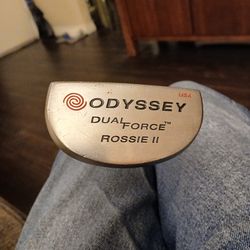 USA
ODYSSEY
DUAL FORCE™
ROSSIE II